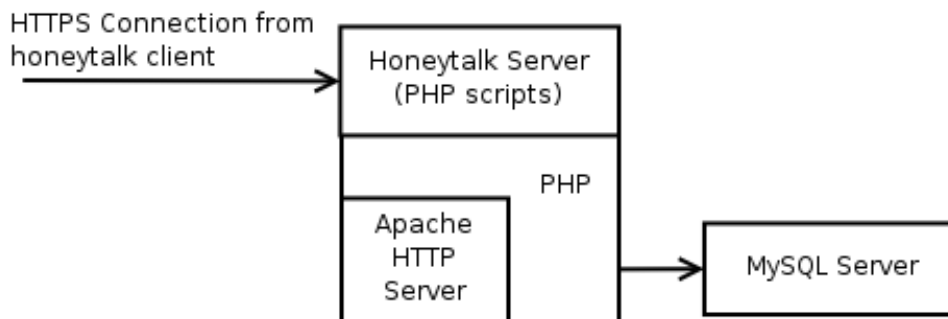 HTTPS Connection from
honeytalk client
Honeytalk Server
(PHP scripts)
PHP
Apache
HTTP
Server
MySQL Server